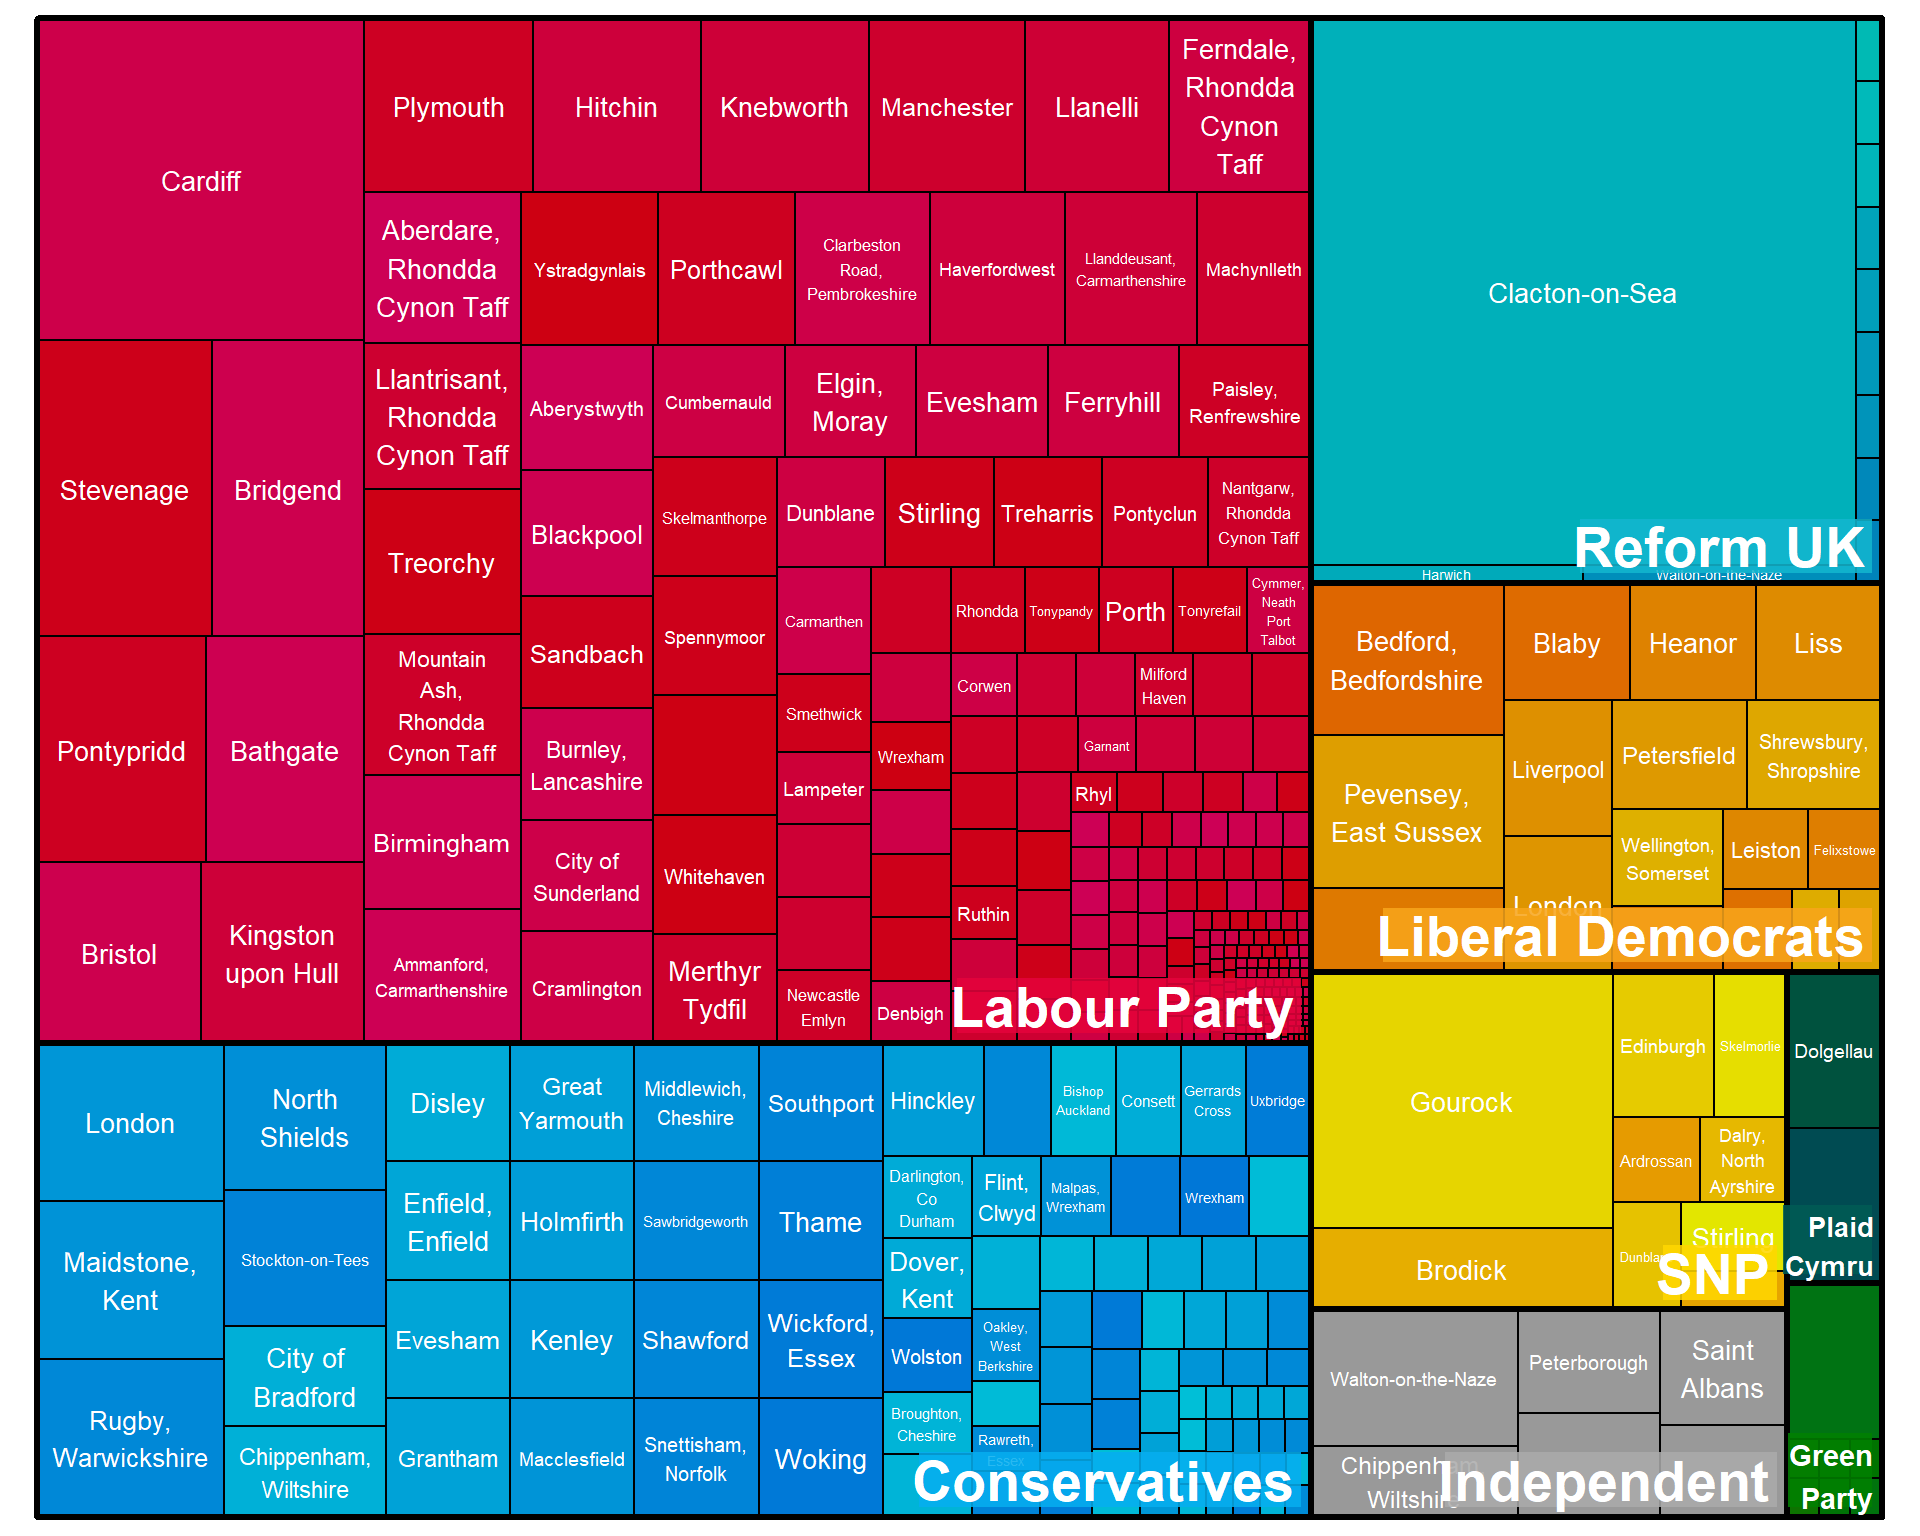 Cardiff
Plymouth
Hitchin
Knebworth
Manchester
Llanelli
Ferndale,
Rhondda
Cynon
Taff
Aberdare,
Rhondda
Cynon Taff
Ystradgynlais
Porthcawl
Clarbeston
Road,
Pembrokeshire
Haverfordwest
Llanddeusant,
Carmarthenshire
Machynlleth
Stevenage
Bridgend
Llantrisant,
Rhondda
Cynon Taff
Aberystwyth
Cumbernauld
Elgin,
Moray
Evesham
Ferryhill
Paisley,
Renfrewshire
Treorchy
Blackpool
Skelmanthorpe
Dunblane
Stirling
Treharris
Pontyclun
Nantgarw,
Rhondda
Cynon Taff
Pontypridd
Bathgate
Mountain
Ash,
Rhondda
Cynon Taff
Sandbach
Spennymoor
Carmarthen
Rhondda
Tonypandy
Porth
Tonyrefail
Cymmer,
Neath
Port
Talbot
Burnley,
Lancashire
Smethwick
Corwen
Milford
Haven
Wrexham
Garnant
Birmingham
Lampeter
Rhyl
City of
Sunderland
Whitehaven
Ruthin
Bristol
Kingston
upon Hull
Ammanford,
Carmarthenshire
Cramlington
Merthyr
Tydfil
Newcastle
Emlyn
Denbigh
Labour Party
London
North
Shields
Disley
Great
Yarmouth
Middlewich,
Cheshire
Southport
Hinckley
Bishop
Auckland
Consett
Gerrards
Cross
Uxbridge
Maidstone,
Kent
Stockton-on-Tees
Enfield,
Enfield
Holmfirth
Sawbridgeworth
Thame
Darlington,
Co
Durham
Flint,
Clwyd
Malpas,
Wrexham
Wrexham
Dover,
Kent
Rugby,
Warwickshire
City of
Bradford
Evesham
Kenley
Shawford
Wickford,
Essex
Wolston
Oakley,
West
Berkshire
Chippenham,
Wiltshire
Grantham
Macclesfield
Snettisham,
Norfolk
Woking
Broughton,
Cheshire
Rawreth,
Essex
Conservatives
Clacton-on-Sea
Harwich
Walton-on-the-Naze
Reform UK
Bedford,
Bedfordshire
Blaby
Heanor
Liss
Pevensey,
East Sussex
Liverpool
Petersfield
Shrewsbury,
Shropshire
London
Wellington,
Somerset
Leiston
Felixstowe
Liberal Democrats
Gourock
Edinburgh
Skelmorlie
Ardrossan
Dalry,
North
Ayrshire
Brodick
Dunblane
Stirling
SNP
Dolgellau
Plaid
Cymru
Walton-on-the-Naze
Peterborough
Saint
Albans
Chippenham
Wiltshire
Independent
Green
Party